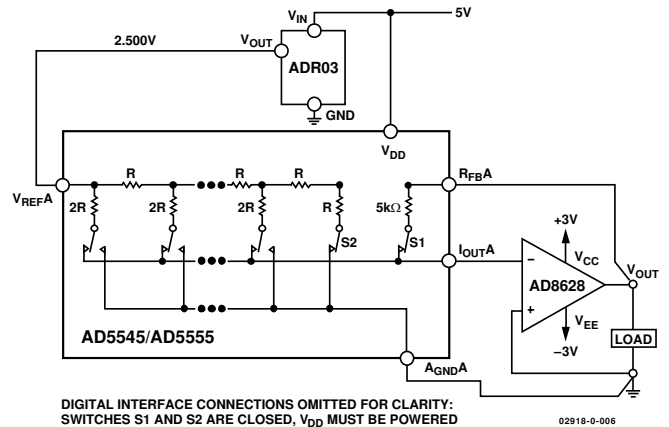 VIN
5V
VOUT
2.500V
ADR03
GND
VDD
VREFA
R
R
R
RFBA
2R
2R
2R
R
5kΩ
S2
S1
IOUTA
+3V
VCC
VOUT
–
AD8628
+
VEE
–3V
LOAD
AD5545/AD5555
AGNDA
DIGITAL INTERFACE CONNECTIONS OMITTED FOR CLARITY:
SWITCHES S1 AND S2 ARE CLOSED, VDD MUST BE POWERED
02918-0-006